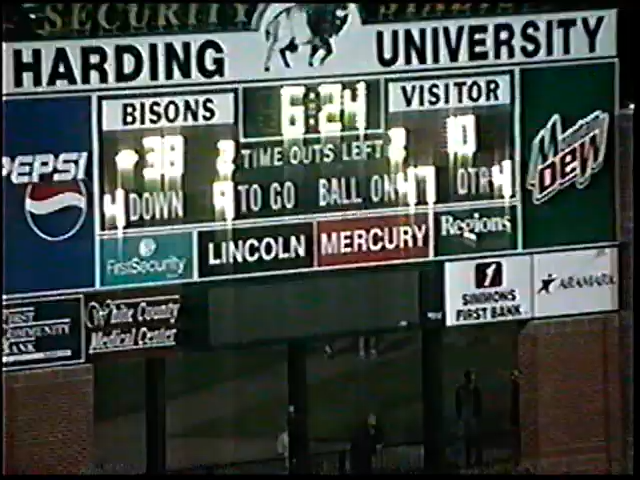 SECURITY
HARDING UNIVERSITY
BISONS 6:24 VISITOR
38 2 TIME OUTS LEFT 2 0
4 DOWN 9 TO GO BALL ON 47 QTR 4
PEPSI
Mountain Dew
FirstSecurity LINCOLN MERCURY Regions
FIRST COMMUNITY BANK
White County
Medical Center
1
SIMMONS
FIRST BANK
ARAMARK